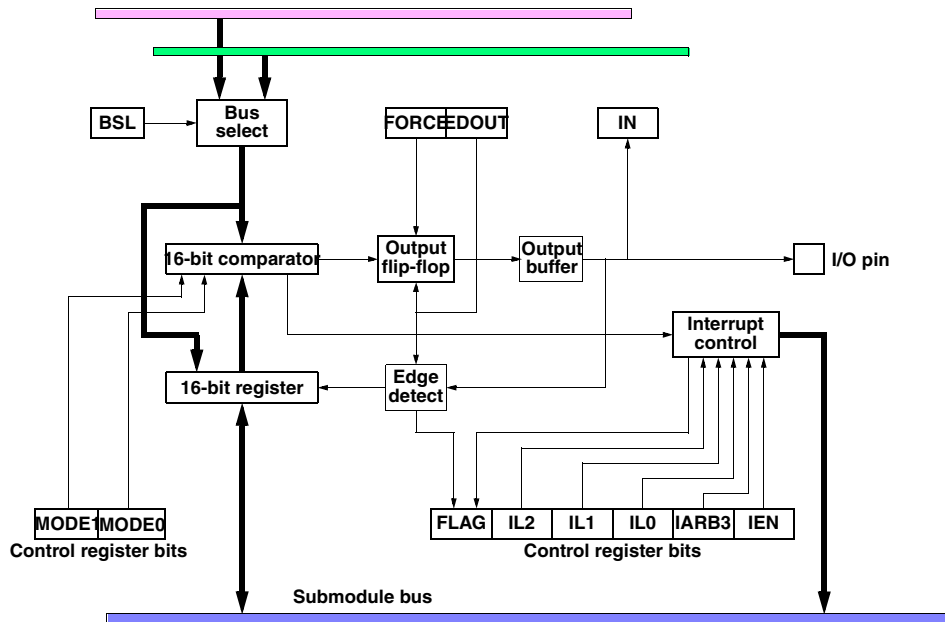 BSL
Bus
select
FORCE
EDOUT
IN
16-bit comparator
Output
flip-flop
Output
buffer
I/O pin
Interrupt
control
16-bit register
Edge
detect
MODE1
MODE0
Control register bits
FLAG
IL2
IL1
IL0
IARB3
IEN
Control register bits
Submodule bus